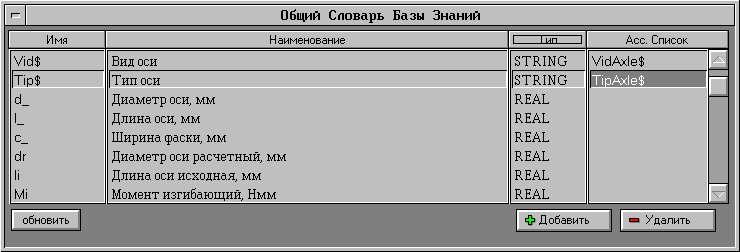 Общий Словарь Базы Знаний
Имя Наименование Тип Асс. Список
Vid$ Вид оси STRING VidAxle$
Tip$ Тип оси STRING TipAxle$
d_ Диаметр оси, мм REAL
l_ Длина оси, мм REAL
c_ Ширина фаски, мм REAL
dr Диаметр оси расчетный, мм REAL
li Длина оси исходная, мм REAL
Mi Момент изгибающий, Нмм REAL
обновить Добавить Удалить